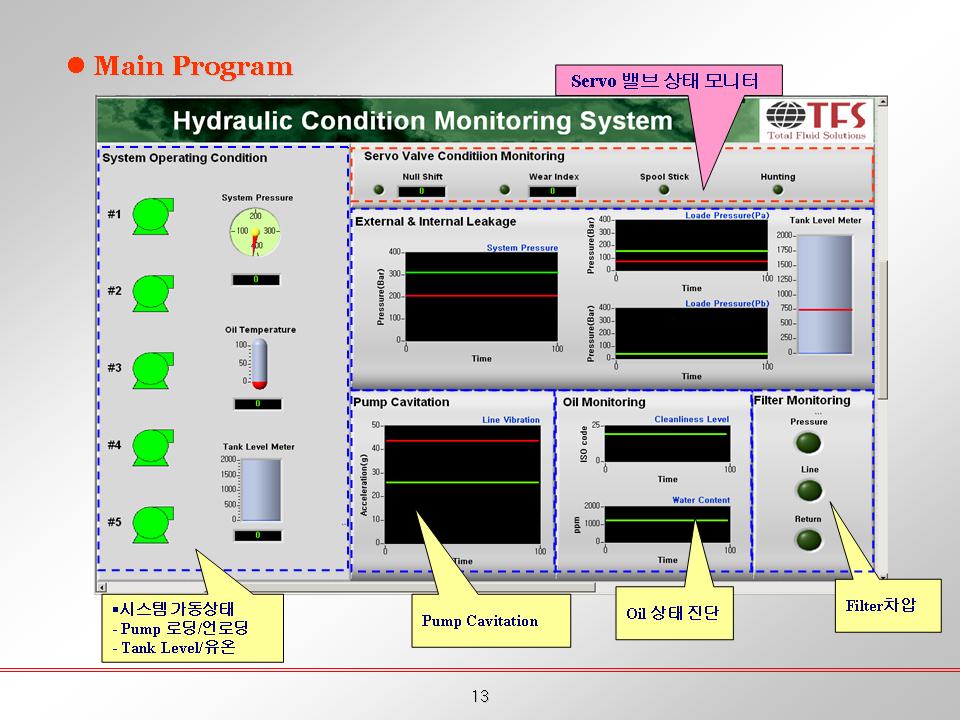 ● Main Program
Servo 밸브 상태 모니터
Hydraulic Condition Monitoring System
TFS
Total Fluid Solutions
System Operating Condition
#1
#2
#3
#4
#5
System Pressure
200
100
300
400
0
Oil Temperature
100
50
0
0
Tank Level Meter
2000
1500
1000
500
0
0
Servo Valve Conditiion Monitoring
Null Shift
0
Wear Index
0
Spool Stick
Hunting
External & Internal Leakage
System Pressure
Pressure(Bar)
400
300
200
100
0
0
100
Time
Loade Pressure(Pa)
Pressure(Bar)
400
300
200
100
0
0
100
Time
Loade Pressure(Pb)
Pressure(Bar)
400
300
200
100
0
0
100
Time
Tank Level Meter
2000
1750
1500
1250
1000
750
500
250
0
Pump Cavitation
Line Vibration
Acceleration(g)
50
40
30
20
10
0
0
100
Time
Oil Monitoring
Cleanliness Level
ISO code
25
0
0
100
Time
Water Content
ppm
2000
1000
0
0
100
Time
Filter Monitoring
...
Pressure
Line
Return
▪시스템 가동상태
- Pump 로딩/언로딩
- Tank Level/유온
Pump Cavitation
Oil 상태 진단
Filter차압
13